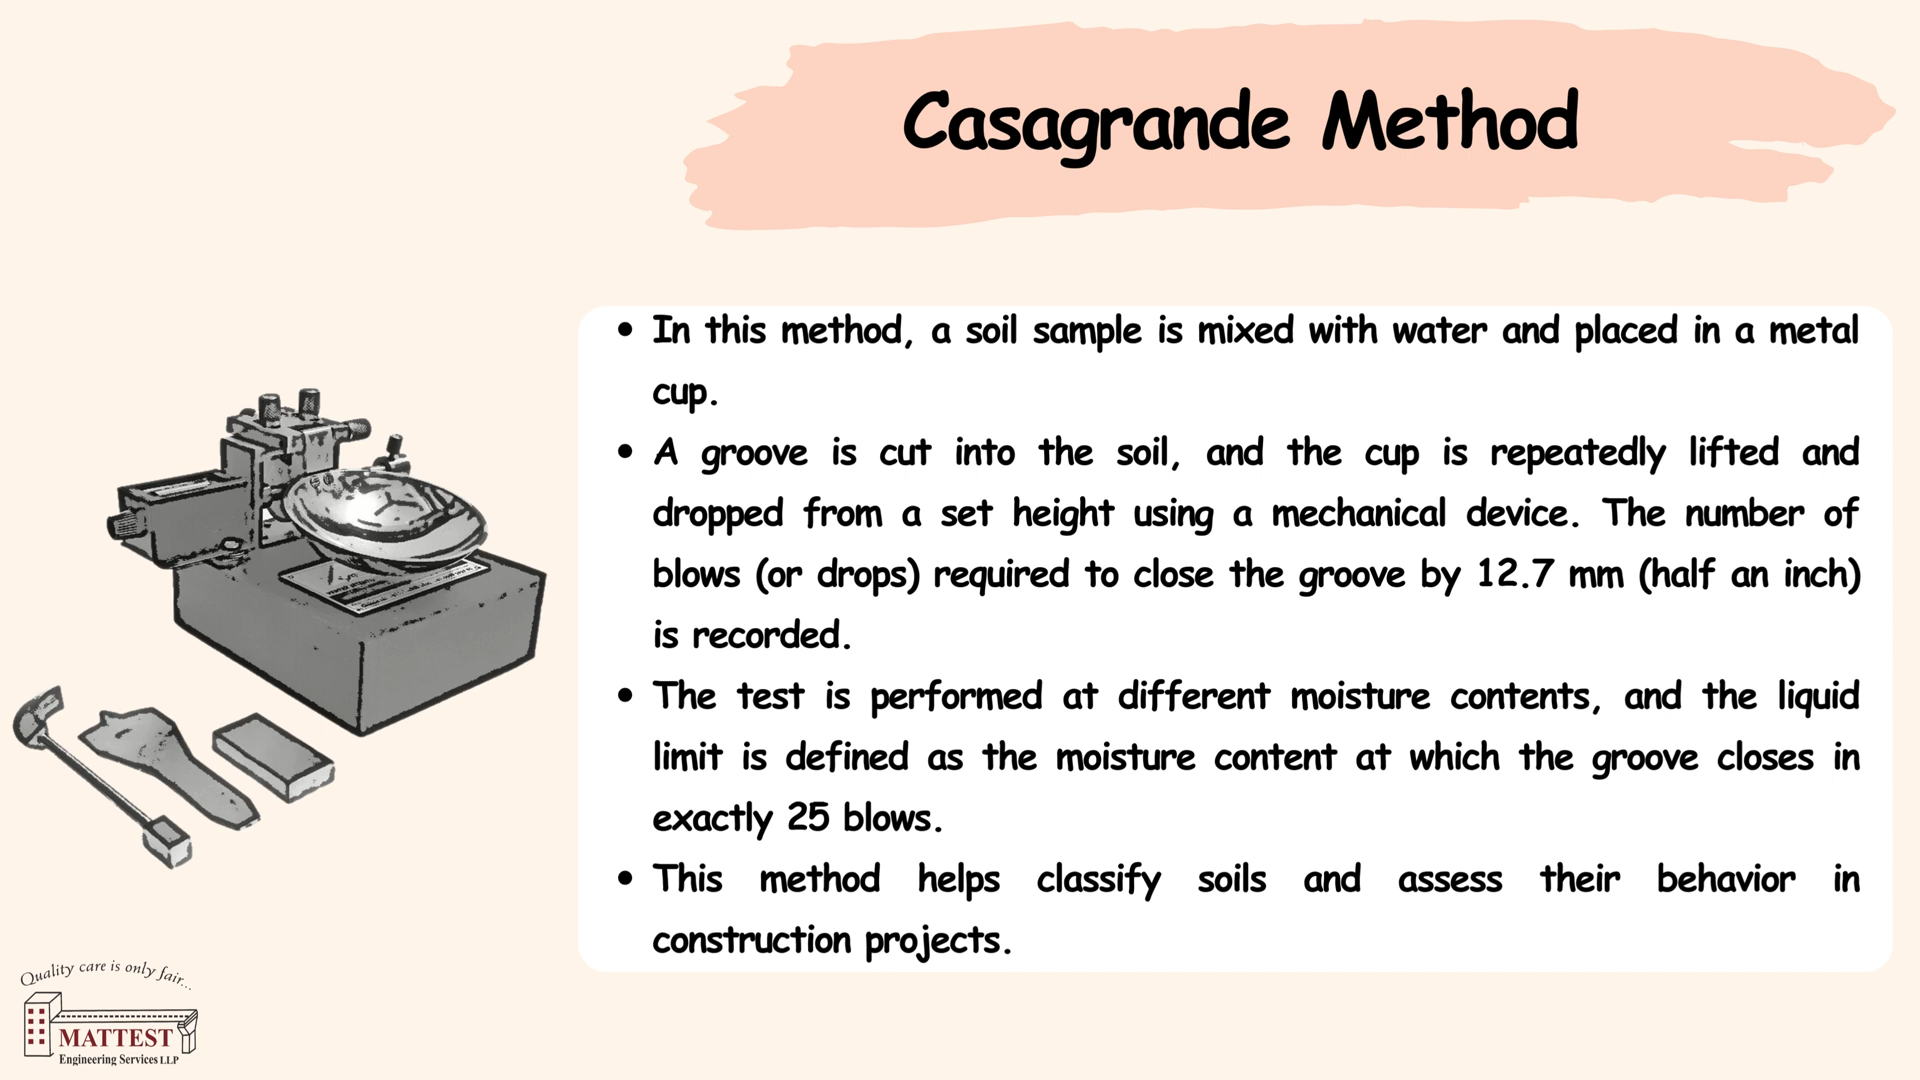 Casagrande Method
• In this method, a soil sample is mixed with water and placed in a metal
cup.
• A groove is cut into the soil, and the cup is repeatedly lifted and
dropped from a set height using a mechanical device. The number of
blows (or drops) required to close the groove by 12.7 mm (half an inch)
is recorded.
• The test is performed at different moisture contents, and the liquid
limit is defined as the moisture content at which the groove closes in
exactly 25 blows.
• This method helps classify soils and assess their behavior in
construction projects.
Quality care is only fair...
MATTEST
Engineering Services LLP